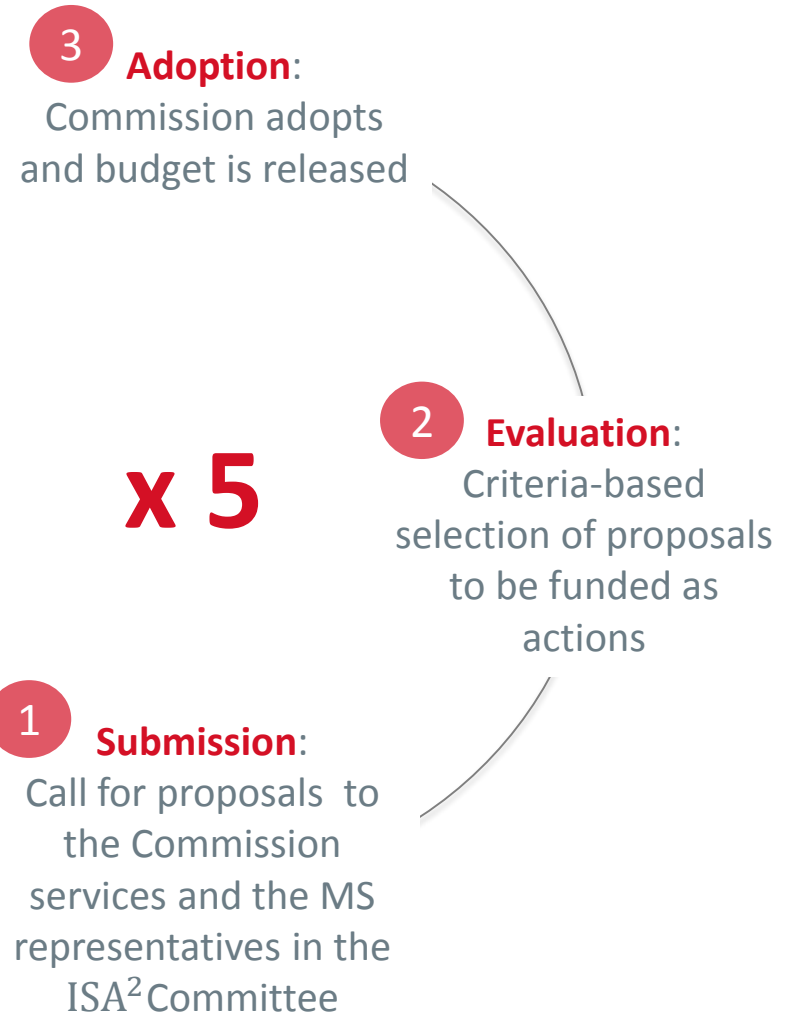 3
Adoption:
Commission adopts
and budget is released
x 5
2
Evaluation:
Criteria-based
selection of proposals
to be funded as
actions
1
Submission:
Call for proposals to
the Commission
services and the MS
representatives in the
ISA² Committee